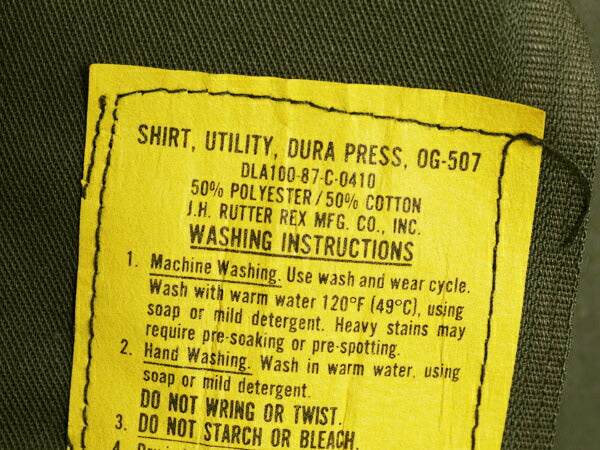 SHIRT, UTILITY, DURA PRESS, OG-507
DLA100-87-C-0410
50% POLYESTER/50% COTTON
J.H. RUTTER REX MFG. CO., INC.
WASHING INSTRUCTIONS
1. Machine Washing. Use wash and wear cycle.
Wash with warm water 120°F (49°C), using
soap or mild detergent. Heavy stains may
require pre-soaking or pre-spotting.
2. Hand Washing. Wash in warm water, using
soap or mild detergent.
DO NOT WRING OR TWIST.
3. DO NOT STARCH OR BLEACH.
4.